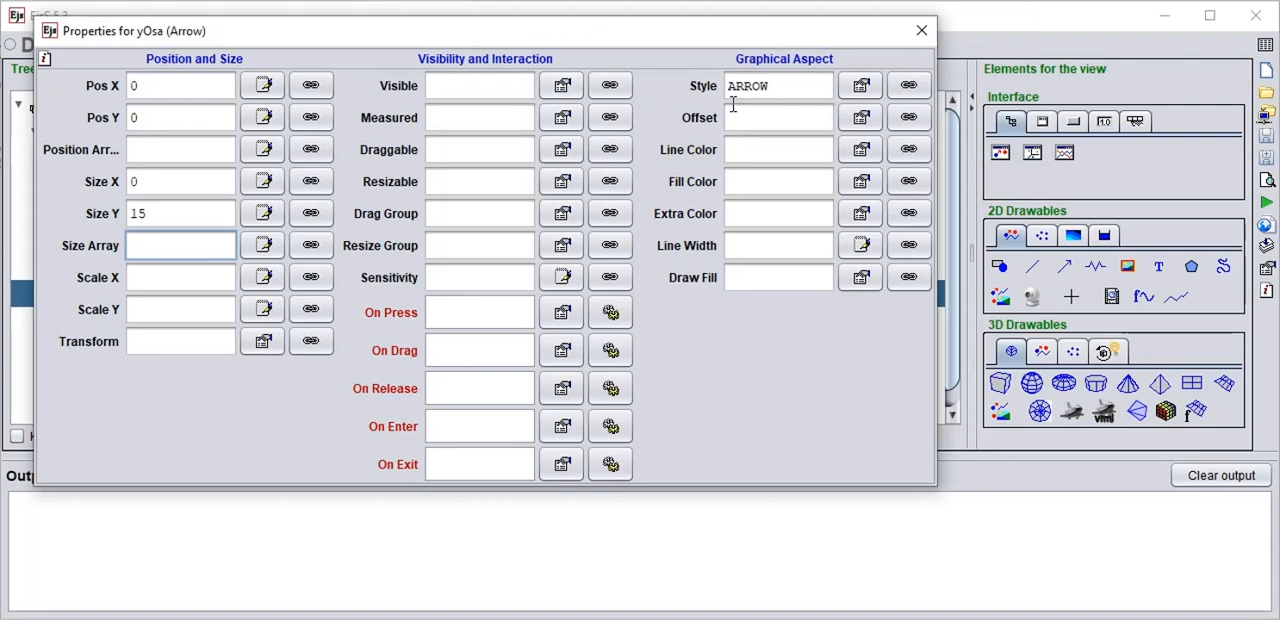 Ejs
Ejs Properties for yOsa (Arrow)
Position and Size
Visibility and Interaction
Graphical Aspect
Pos X 0 Visible Style ARROW
Pos Y 0 Measured Offset
Position Arr... Draggable Line Color
Size X 0 Resizable Fill Color
Size Y 15 Drag Group Extra Color
Size Array Resize Group Line Width
Scale X Sensitivity Draw Fill
Scale Y On Press
Transform On Drag
On Release
On Enter
On Exit
Elements for the view
Interface
2D Drawables
3D Drawables
Clear output